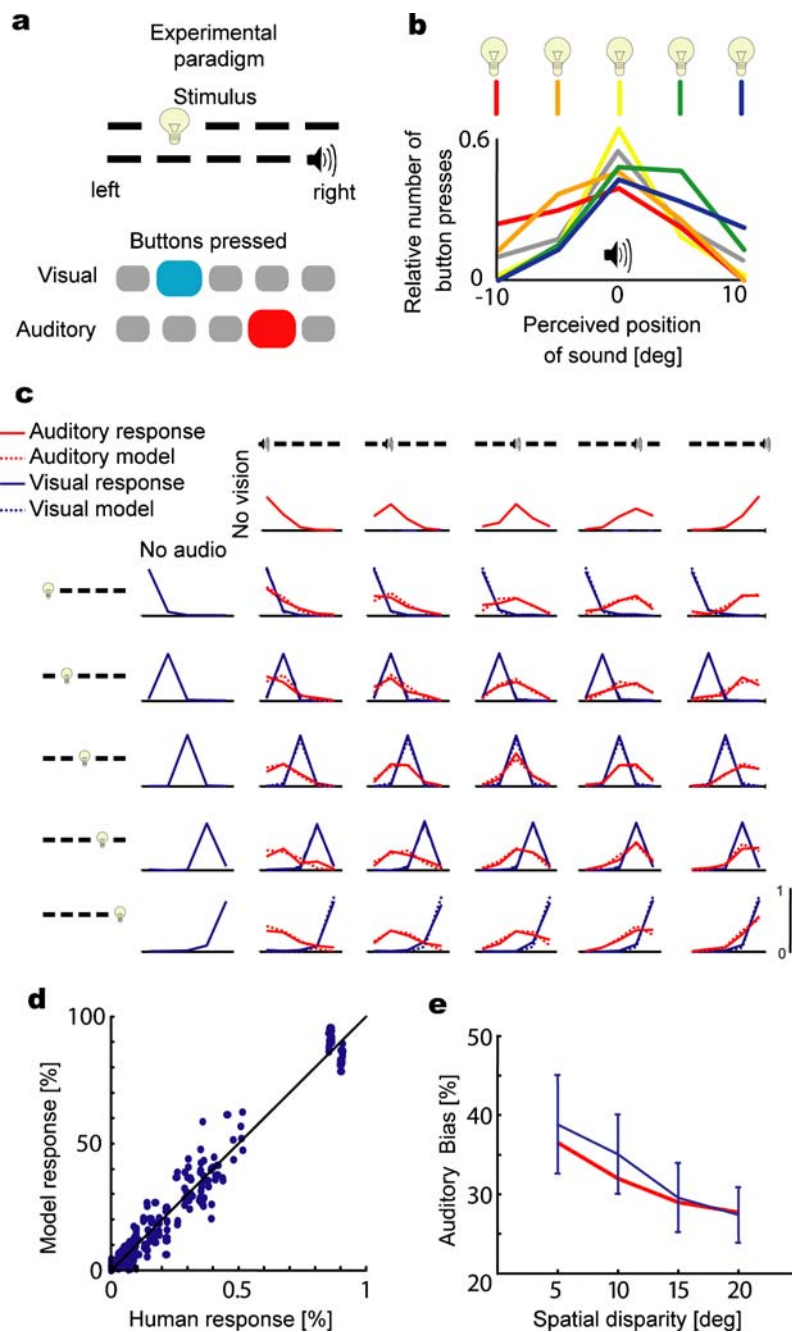 a
Experimental
paradigm
Stimulus
left
right
Buttons pressed
Visual
Auditory
b
Relative number of
button presses
0.6
0
-10
0
10
Perceived position
of sound [deg]
c
Auditory response
Auditory model
Visual response
Visual model
No vision
No audio
1
0
d
Model response [%]
100
50
0
0
0.5
1
Human response [%]
e
Auditory Bias [%]
50
40
30
20
5
10
15
20
Spatial disparity [deg]